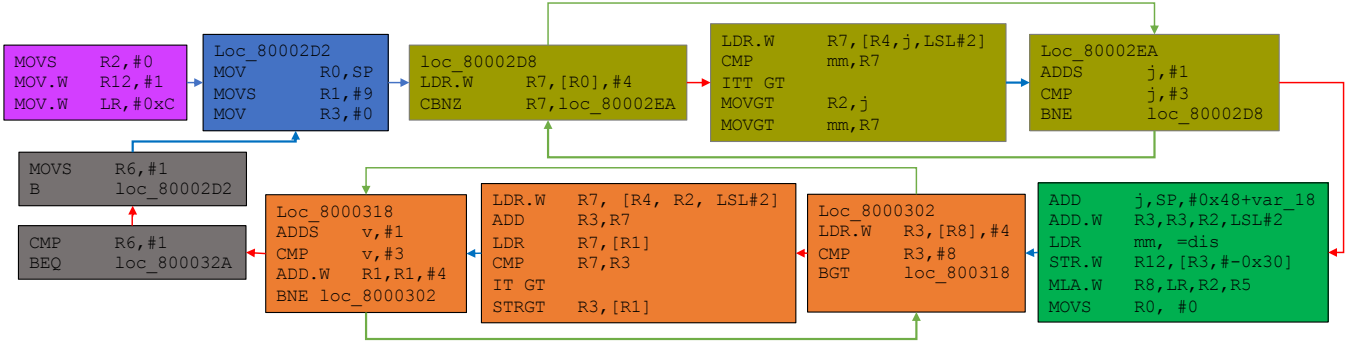 MOVS R2,#0
MOV.W R12,#1
MOV.W LR,#0xC
Loc_80002D2
MOV R0,SP
MOVS R1,#9
MOV R3,#0
loc_80002D8
LDR.W R7,[R0],#4
CBNZ R7,loc_80002EA
LDR.W R7,[R4,j,LSL#2]
CMP mm,R7
ITT GT
MOVGT R2,j
MOVGT mm,R7
Loc_80002EA
ADDS j,#1
CMP j,#3
BNE loc_80002D8
MOVS R6,#1
B loc_80002D2
CMP R6,#1
BEQ loc_800032A
Loc_8000318
ADDS v,#1
CMP v,#3
ADD.W R1,R1,#4
BNE loc_8000302
LDR.W R7, [R4, R2, LSL#2]
ADD R3,R7
LDR R7,[R1]
CMP R7,R3
IT GT
STRGT R3,[R1]
Loc_8000302
LDR.W R3,[R8],#4
CMP R3,#8
BGT loc_800318
ADD j,SP,#0x48+var_18
ADD.W R3,R3,R2,LSL#2
LDR mm, =dis
STR.W R12,[R3,#-0x30]
MLA.W R8,LR,R2,R5
MOVS R0, #0